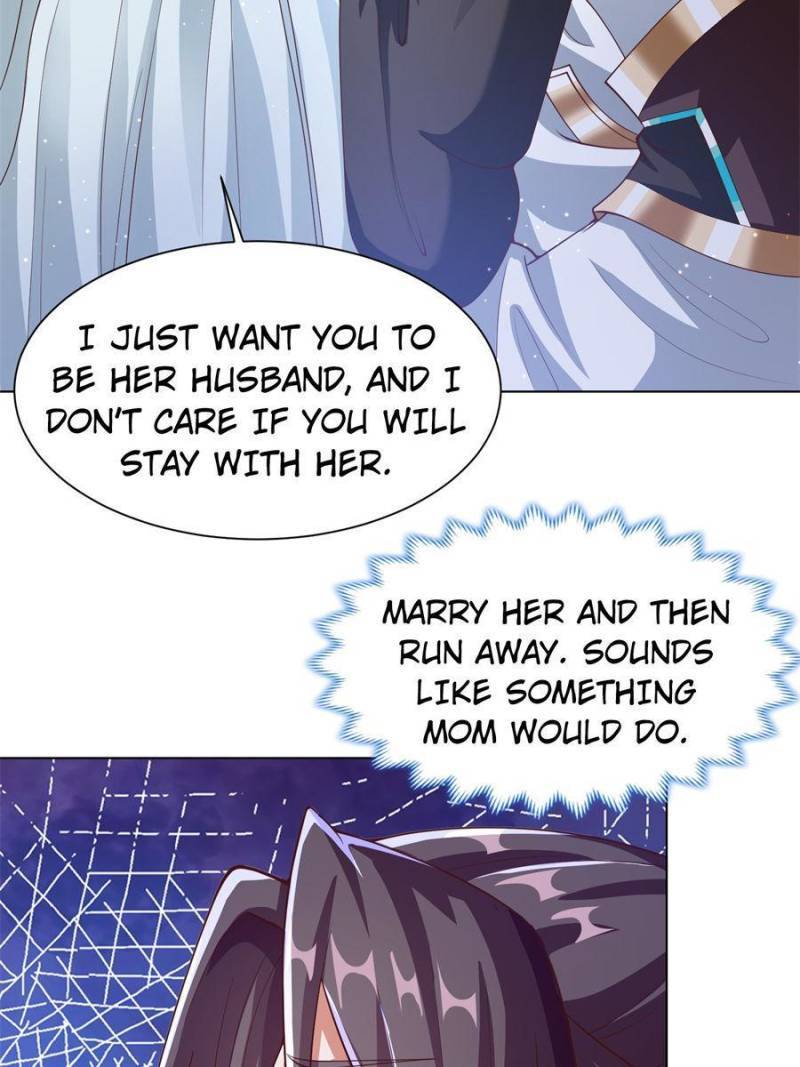 I JUST WANT YOU TO
BE HER HUSBAND, AND I
DON'T CARE IF YOU WILL
STAY WITH HER.
MARRY HER AND THEN
RUN AWAY. SOUNDS
LIKE SOMETHING
MOM WOULD DO.